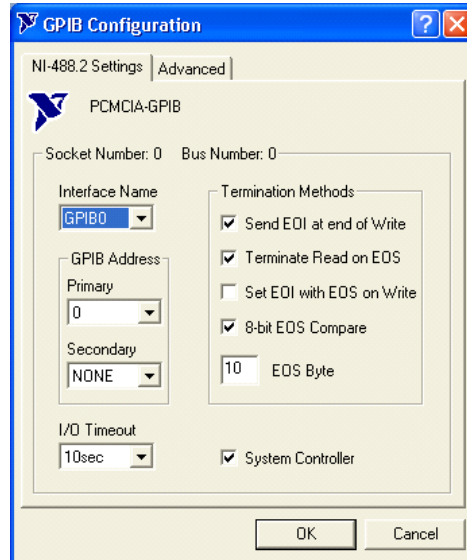 GPIB Configuration
NI-488.2 Settings
Advanced
PCMCIA-GPIB
Socket Number: 0 Bus Number: 0
Interface Name
GPIB0
GPIB Address
Primary
0
Secondary
NONE
I/O Timeout
10sec
Termination Methods
Send EOI at end of Write
Terminate Read on EOS
Set EOI with EOS on Write
8-bit EOS Compare
10 EOS Byte
System Controller
OK
Cancel